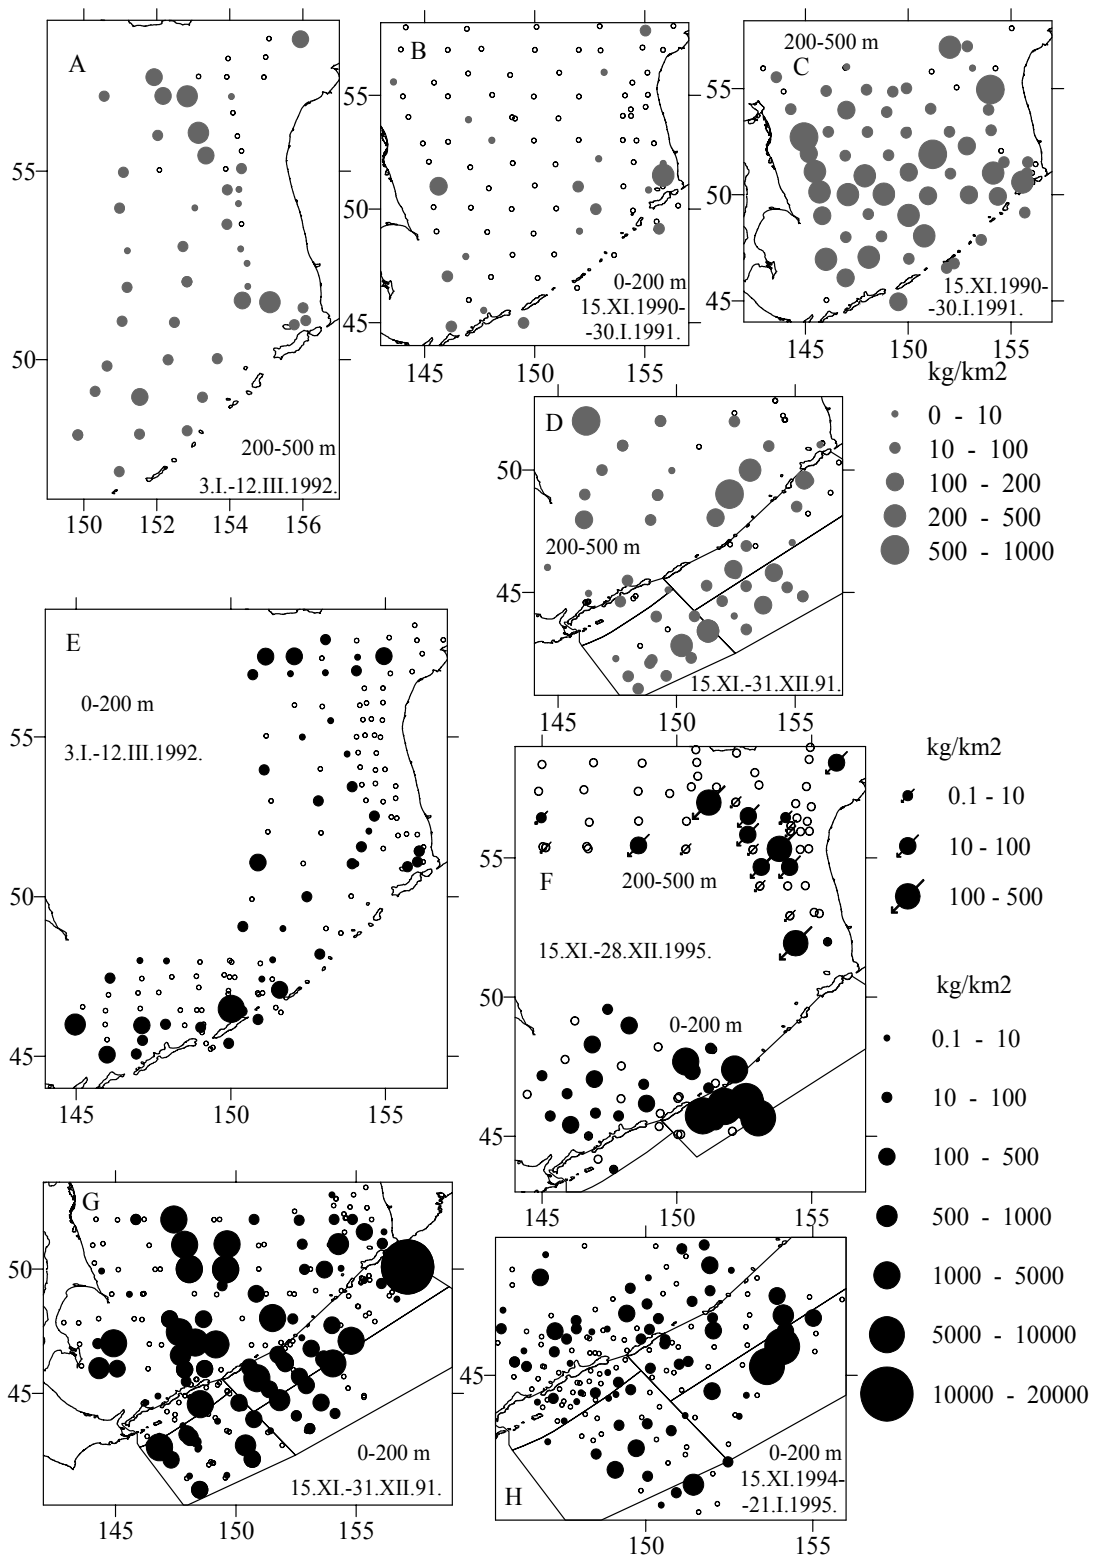 A
55
50
200-500 m
3.I.-12.III.1992.
150 152 154 156
B
55
50
45
0-200 m
15.XI.1990-
-30.I.1991.
145 150 155
145 150 155
200-500 m
C
55
50
45
15.XI.1990-
-30.I.1991.
145 150 155
kg/km2
0 - 10
10 - 100
100 - 200
200 - 500
500 - 1000
D
50
45
200-500 m
15.XI.-31.XII.91.
145 150 155
E
0-200 m
3.I.-12.III.1992.
55
50
45
145 150 155
F
55
50
45
200-500 m
15.XI.-28.XII.1995.
0-200 m
145 150 155
kg/km2
0.1 - 10
10 - 100
100 - 500
kg/km2
0.1 - 10
10 - 100
100 - 500
500 - 1000
1000 - 5000
5000 - 10000
10000 - 20000
G
50
45
0-200 m
15.XI.-31.XII.91.
145 150 155
H
45
0-200 m
15.XI.1994-
-21.I.1995.
150 155